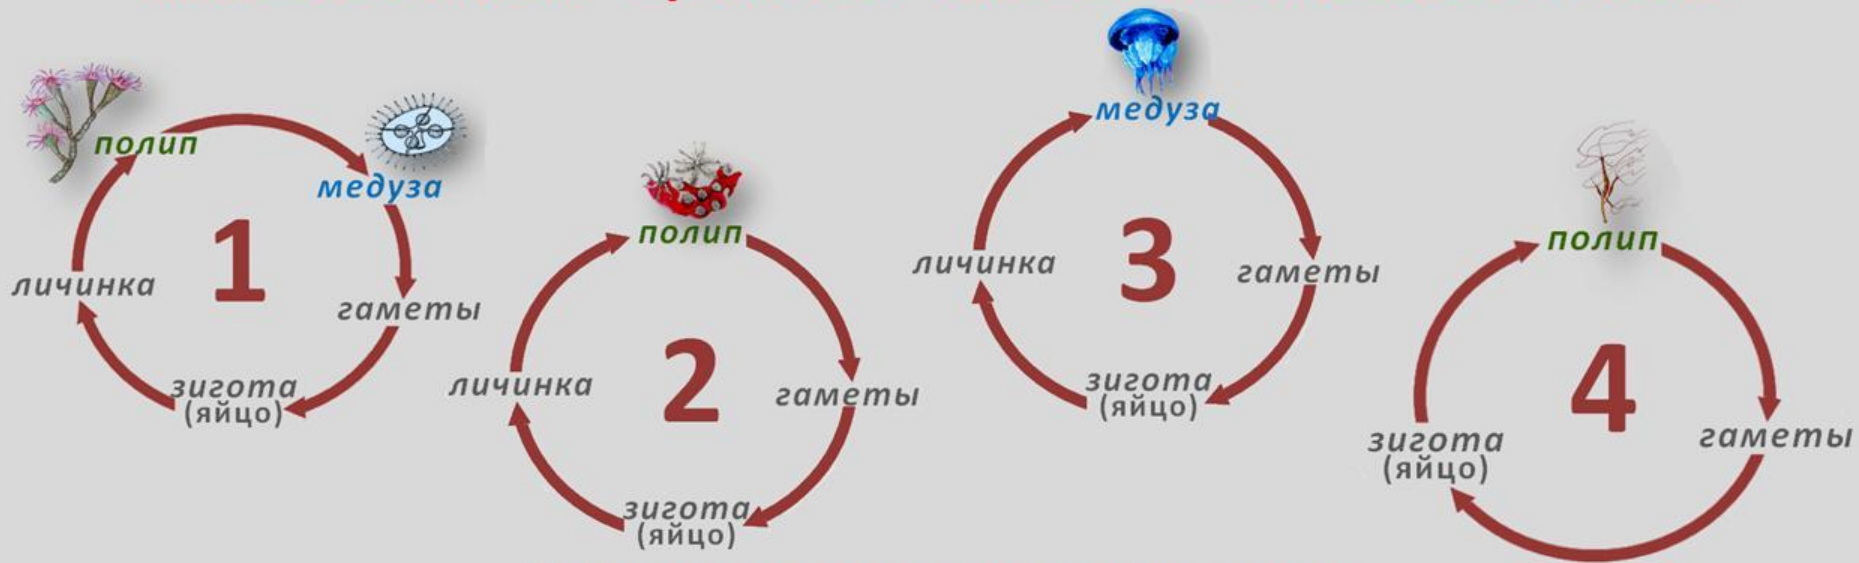 полип
медуза
1
личинка
гаметы
зигота
(яйцо)
полип
2
личинка
гаметы
зигота
(яйцо)
медуза
3
личинка
гаметы
зигота
(яйцо)
полип
4
зигота
(яйцо)
гаметы